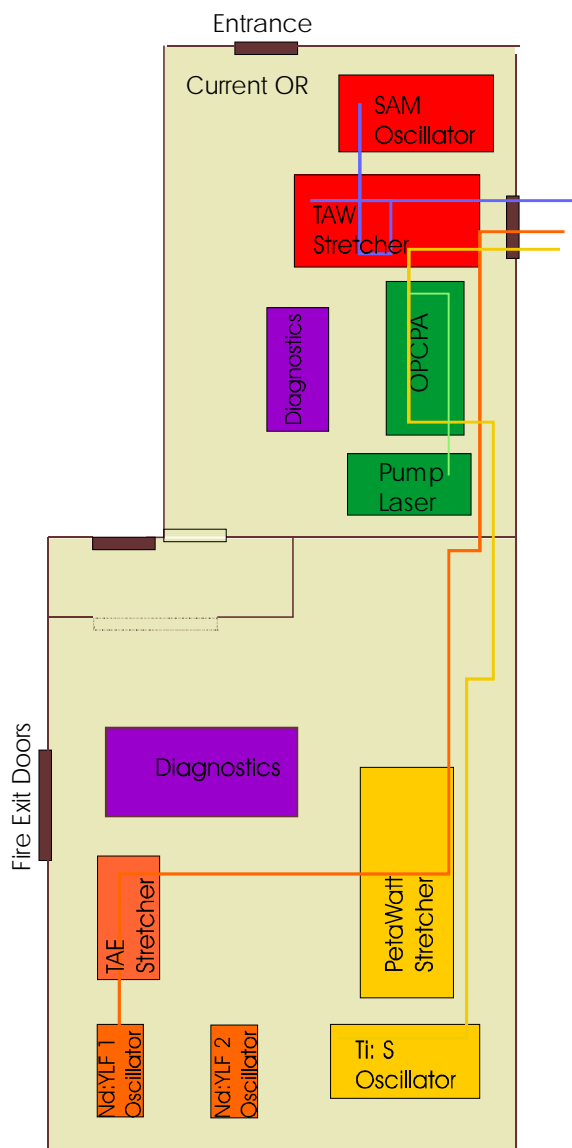 Entrance
Current OR
SAM
Oscillator
TAW
Stretcher
Diagnostics
OPCPA
Pump
Laser
Fire Exit Doors
Diagnostics
TAE
Stretcher
PetaWatt
Stretcher
Nd:YLF 1
Oscillator
Nd:YLF 2
Oscillator
Ti: S
Oscillator